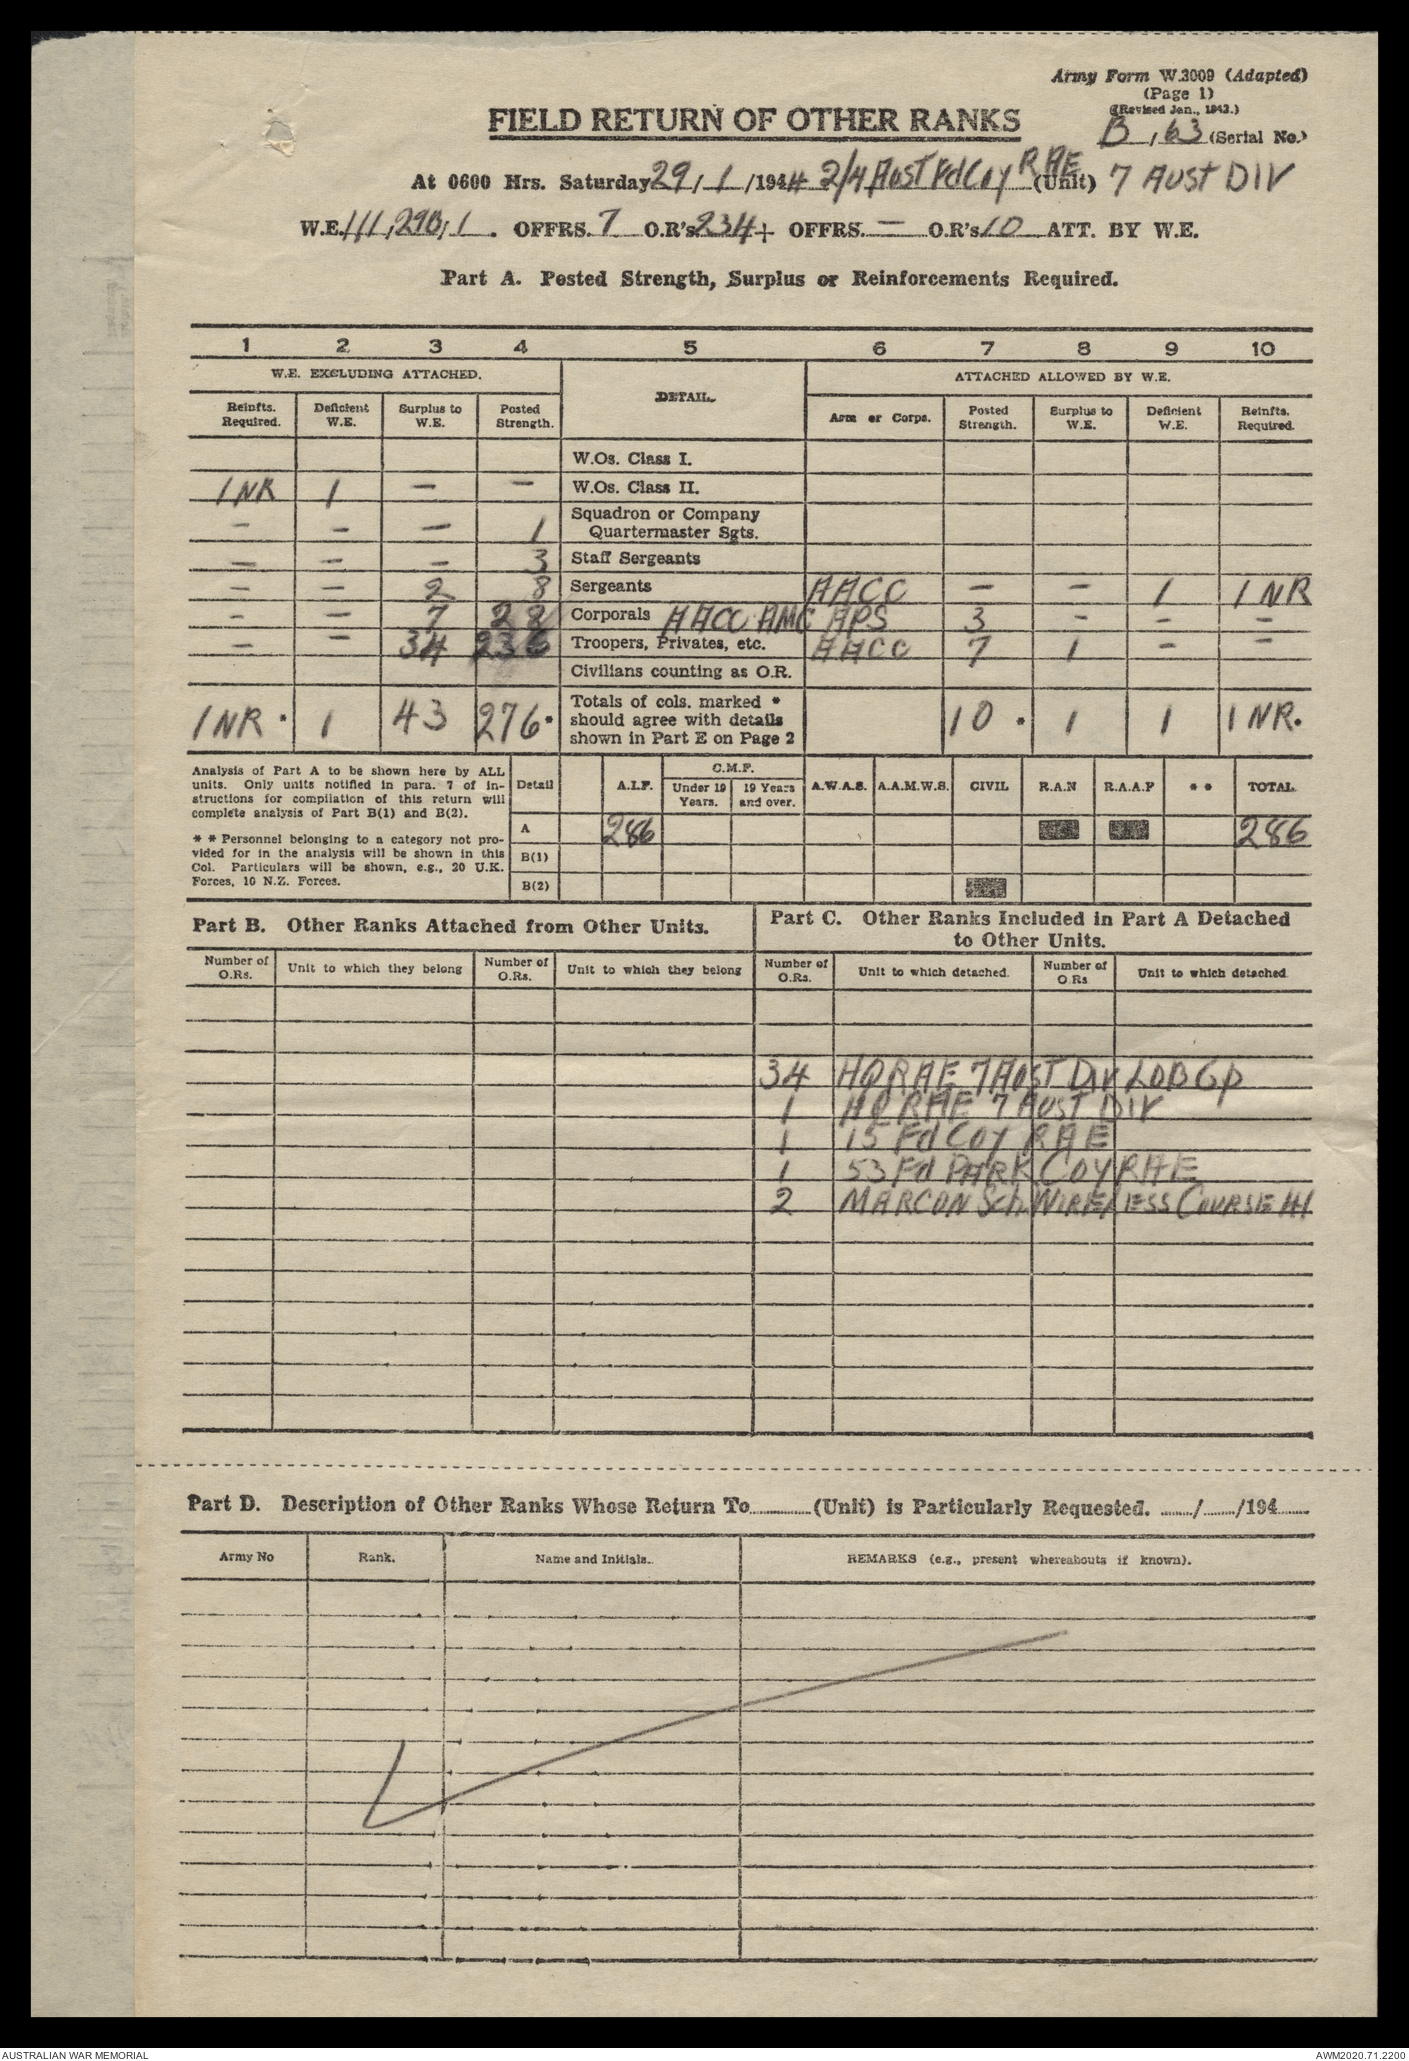 Army Form W.3009 (Adapted)
(Page 1)
(Revised Jan., 1943.)
FIELD RETURN OF OTHER RANKS
B, 63 (Serial No.)
At 0600 Hrs. Saturday 29/1/1944 2/4 Aust Fd Coy RAE (Unit) 7 Aust Div
W.E. III, 29B, 1. OFFRS. 7 O.R's 234 + OFFRS. — O.R's 10 ATT. BY W.E.
Part A. Posted Strength, Surplus or Reinforcements Required.
1 2 3 4 5 6 7 8 9 10
W.E. EXCLUDING ATTACHED. DETAIL. ATTACHED ALLOWED BY W.E.
Reinfts. Required. Deficient W.E. Surplus to W.E. Posted Strength. Arm or Corps. Posted Strength. Surplus to W.E. Deficient W.E. Reinfts. Required.
W.Os. Class I.
1 NR 1 — — W.Os. Class II.
— — — 1 Squadron or Company Quartermaster Sgts.
— — — 3 Staff Sergeants
— — 2 8 Sergeants AACC — — 1 1 NR
— — 7 28 Corporals AACC AMC APS 3 — — —
— — 34 236 Troopers, Privates, etc. AACC 7 1 — —
Civilians counting as O.R.
1 NR * 1 43 276 * Totals of cols. marked * should agree with details shown in Part E on Page 2 10 * 1 1 1 NR *
Analysis of Part A to be shown here by ALL
units. Only units notified in para. 7 of in-
structions for compilation of this return will
complete analysis of Part B(1) and B(2).
* * Personnel belonging to a category not pro-
vided for in the analysis will be shown in this
Col. Particulars will be shown, e.g., 20 U.K.
Forces, 10 N.Z. Forces.
Detail A.I.F. C.M.F. Under 19 Years. 19 Years and over. A.W.A.S. A.A.M.W.S. CIVIL R.A.N R.A.A.F * * TOTAL.
A 286 286
B(1)
B(2)
Part B. Other Ranks Attached from Other Units.
Part C. Other Ranks Included in Part A Detached
to Other Units.
Number of O.Rs. Unit to which they belong Number of O.Rs. Unit to which they belong Number of O.Rs. Unit to which detached. Number of O.Rs Unit to which detached
34 HQ RAE 7 Aust Div LOB Gp
1 HQ RAE 7 Aust Div
1 15 Fd Coy RAE
1 53 Fd Park Coy RAE
2 Marcon Sch. Wireless Course
Part D. Description of Other Ranks Whose Return To............(Unit) is Particularly Requested. ......../......../194........
Army No Rank. Name and Initials. REMARKS (e.g., present whereabouts if known).
AUSTRALIAN WAR MEMORIAL AWM2020.71.2200